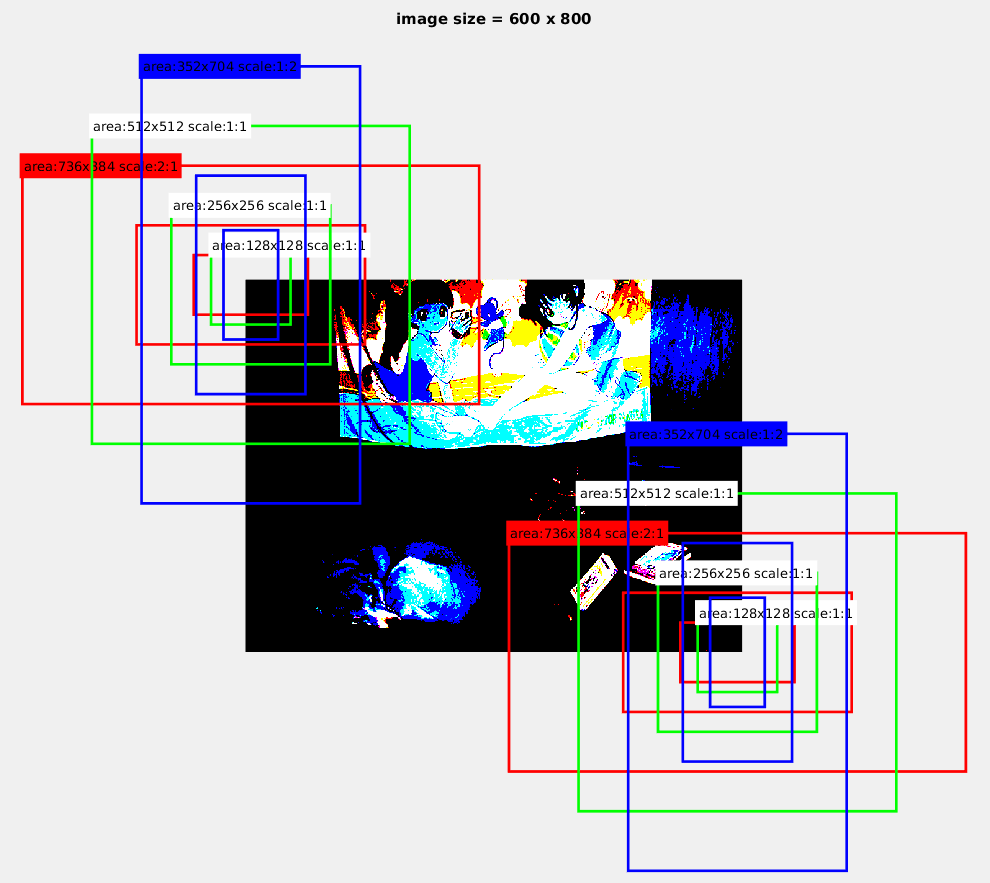 image size = 600 x 800
area:352x704 scale:1:2
area:512x512 scale:1:1
area:736x384 scale:2:1
area:256x256 scale:1:1
area:128x128 scale:1:1
area:352x704 scale:1:2
area:512x512 scale:1:1
area:736x384 scale:2:1
area:256x256 scale:1:1
area:128x128 scale:1:1